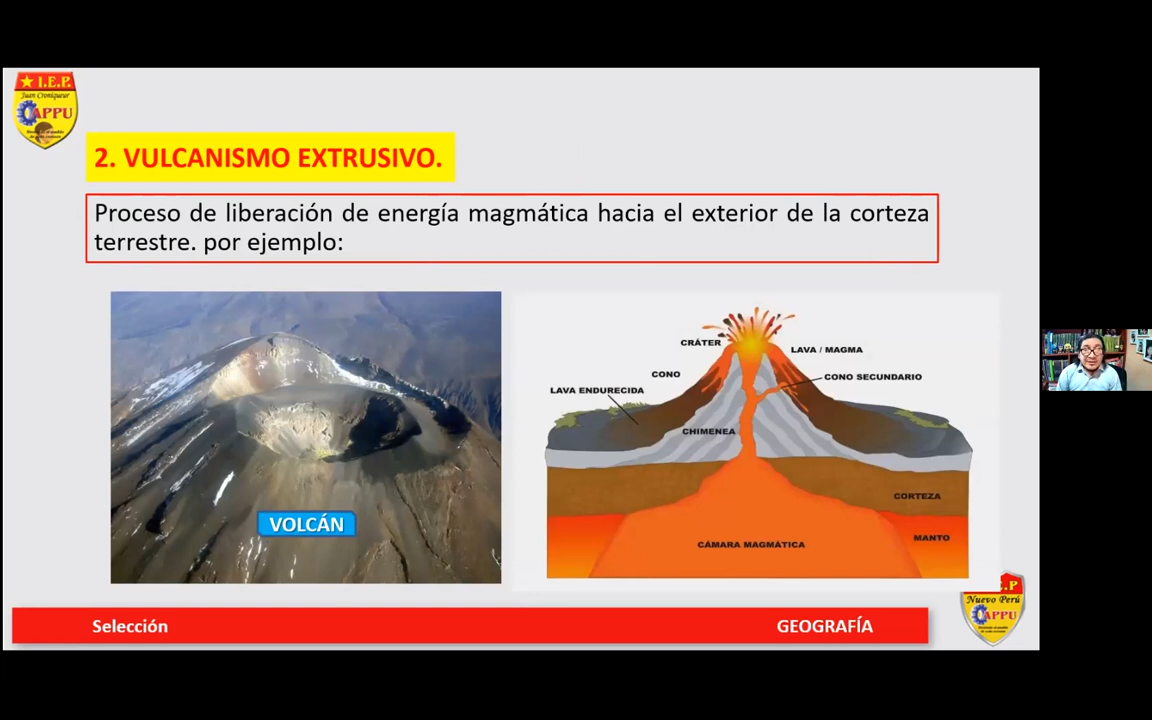 I.E.P.
Juan Croniqueur
APPU
2. VULCANISMO EXTRUSIVO.
Proceso de liberación de energía magmática hacia el exterior de la corteza
terrestre. por ejemplo:
CRÁTER
LAVA / MAGMA
CONO
CONO SECUNDARIO
LAVA ENDURECIDA
CHIMENEA
CORTEZA
MANTO
CÁMARA MAGMÁTICA
VOLCÁN
.P
Nuevo Perú
APPU
Selección
GEOGRAFÍA